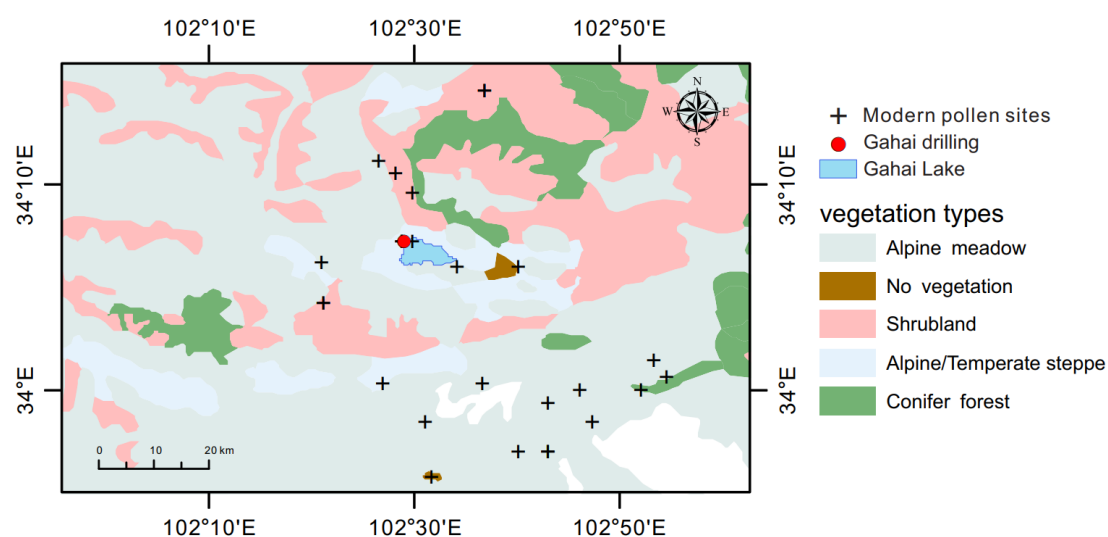 102°10'E 102°30'E 102°50'E
N
W E
S
34°10'E 34°10'E
34°E 34°E
0 10 20 km
102°10'E 102°30'E 102°50'E
Modern pollen sites
Gahai drilling
Gahai Lake
vegetation types
Alpine meadow
No vegetation
Shrubland
Alpine/Temperate steppe
Conifer forest